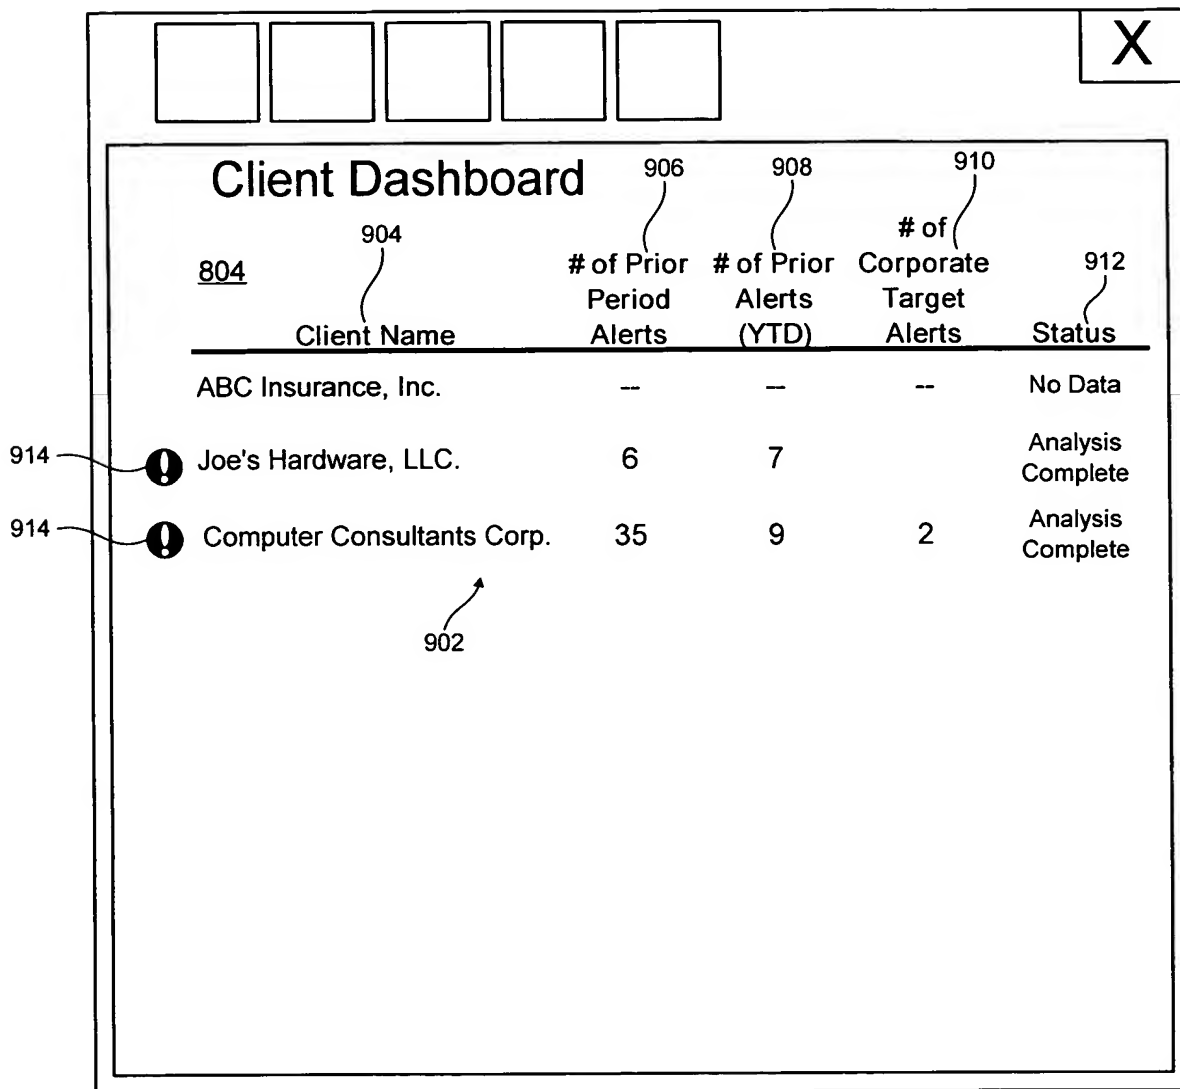 X
Client Dashboard
906 908 910
904
# of
804 # of Prior # of Prior Corporate 912
Period Alerts Target
Client Name Alerts (YTD) Alerts Status
ABC Insurance, Inc. -- -- -- No Data
914 ! Joe's Hardware, LLC. 6 7 Analysis
Complete
914 ! Computer Consultants Corp. 35 9 2 Analysis
Complete
902